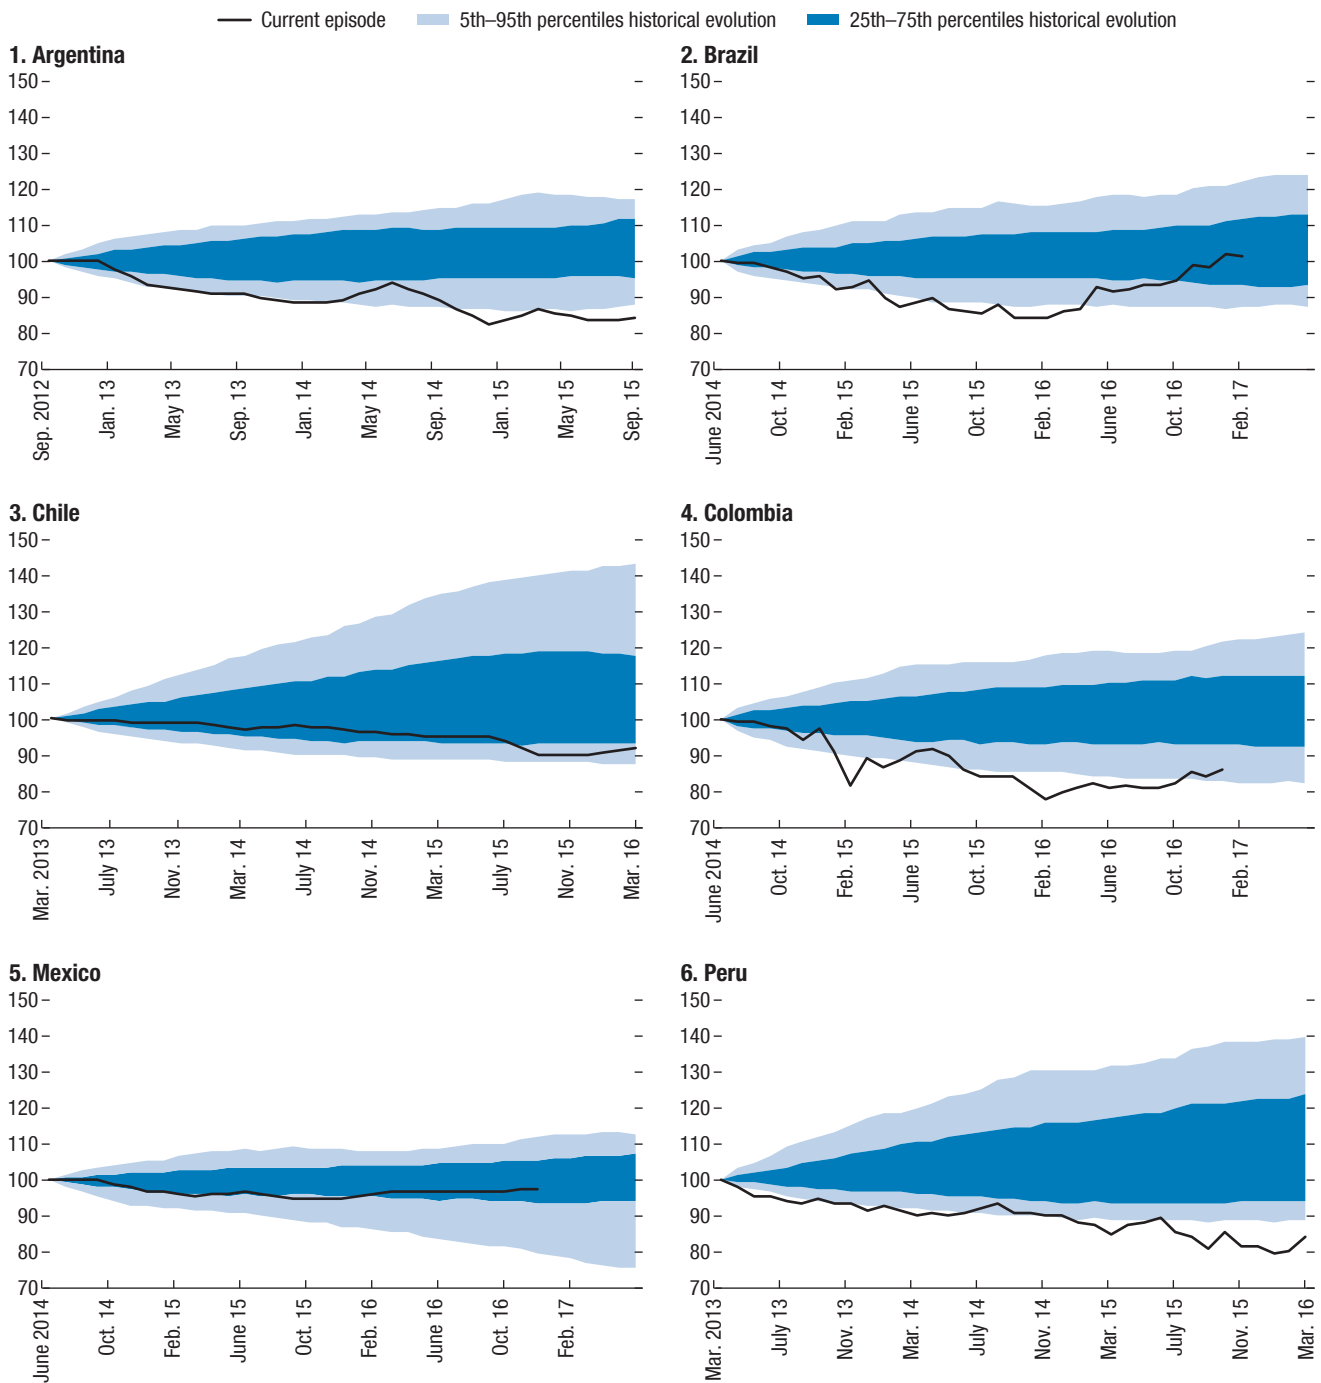 Current episode 5th–95th percentiles historical evolution 25th–75th percentiles historical evolution
1. Argentina
150
140
130
120
110
100
90
80
70
Sep. 2012
Jan. 13
May 13
Sep. 13
Jan. 14
May 14
Sep. 14
Jan. 15
May 15
Sep. 15
2. Brazil
150
140
130
120
110
100
90
80
70
June 2014
Oct. 14
Feb. 15
June 15
Oct. 15
Feb. 16
June 16
Oct. 16
Feb. 17
3. Chile
150
140
130
120
110
100
90
80
70
Mar. 2013
July 13
Nov. 13
Mar. 14
July 14
Nov. 14
Mar. 15
July 15
Nov. 15
Mar. 16
4. Colombia
150
140
130
120
110
100
90
80
70
June 2014
Oct. 14
Feb. 15
June 15
Oct. 15
Feb. 16
June 16
Oct. 16
Feb. 17
5. Mexico
150
140
130
120
110
100
90
80
70
June 2014
Oct. 14
Feb. 15
June 15
Oct. 15
Feb. 16
June 16
Oct. 16
Feb. 17
6. Peru
150
140
130
120
110
100
90
80
70
Mar. 2013
July 13
Nov. 13
Mar. 14
July 14
Nov. 14
Mar. 15
July 15
Nov. 15
Mar. 16